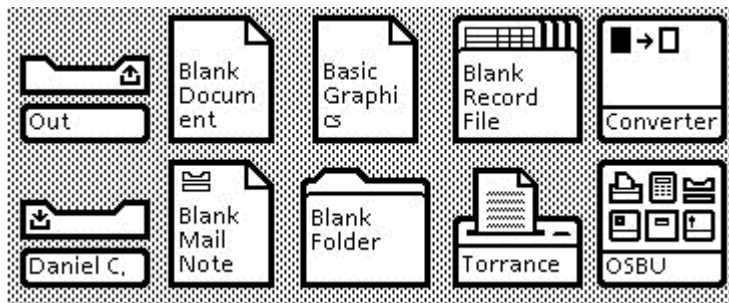 Out
Blank
Docum
ent
Basic
Graphi
cs
Blank
Record
File
Converter
Daniel C.
Blank
Mail
Note
Blank
Folder
Torrance
OSBU